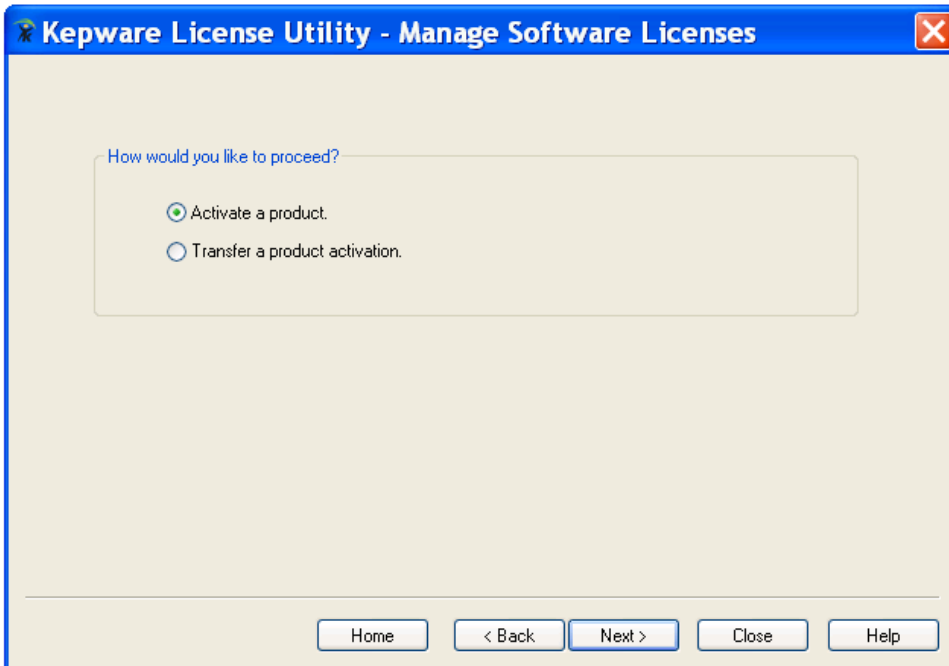 Kepware License Utility - Manage Software Licenses
How would you like to proceed?
Activate a product.
Transfer a product activation.
Home
< Back
Next >
Close
Help